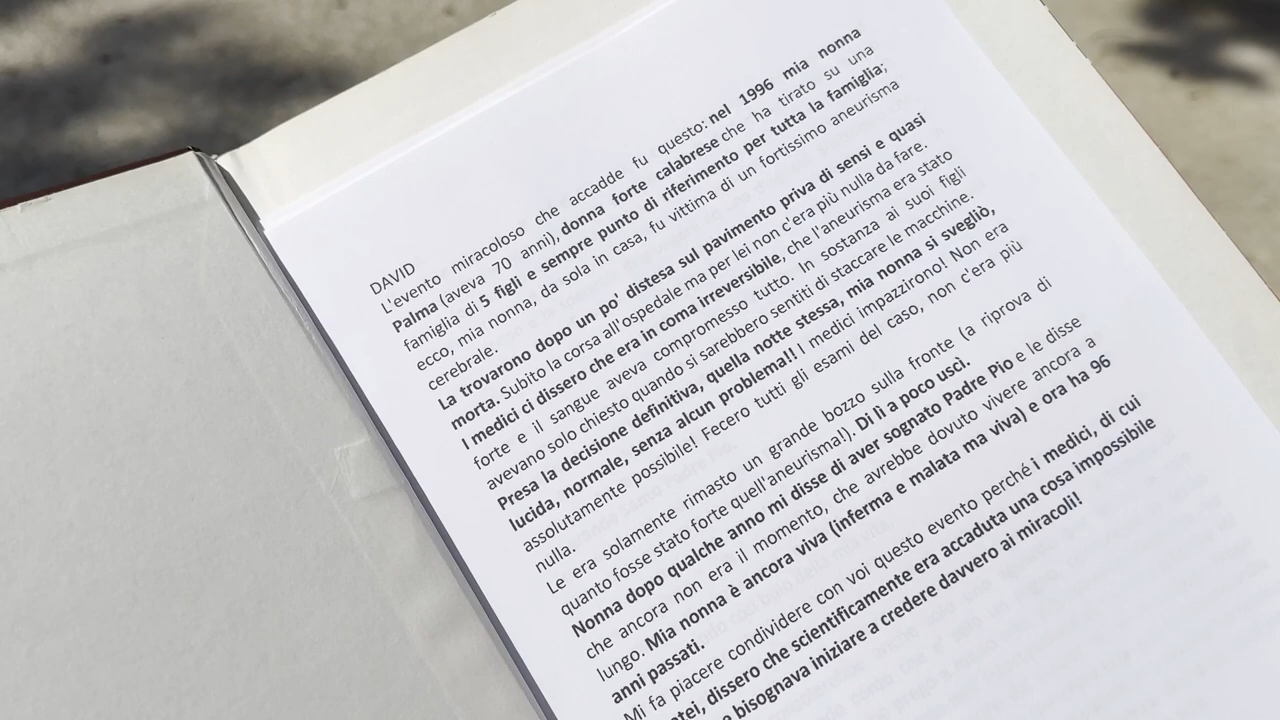 DAVID
L'evento miracoloso che accadde fu questo: nel 1996 mia nonna
Palma (aveva 70 anni), donna forte calabrese che ha tirato su una
famiglia di 5 figli e sempre punto di riferimento per tutta la famiglia;
ecco, mia nonna, da sola in casa, fu vittima di un fortissimo aneurisma
cerebrale.
La trovarono dopo un po' distesa sul pavimento priva di sensi e quasi
morta. Subito la corsa all'ospedale ma per lei non c'era più nulla da fare.
I medici ci dissero che era in coma irreversibile, che l'aneurisma era stato
forte e il sangue aveva compromesso tutto. In sostanza ai suoi figli
avevano solo chiesto quando si sarebbero sentiti di staccare le macchine.
Presa la decisione definitiva, quella notte stessa, mia nonna si svegliò,
lucida, normale, senza alcun problema!! I medici impazzirono! Non era
assolutamente possibile! Fecero tutti gli esami del caso, non c'era più
nulla.
Le era solamente rimasto un grande bozzo sulla fronte (a riprova di
quanto fosse stato forte quell'aneurisma!). Di lì a poco uscì.
Nonna dopo qualche anno mi disse di aver sognato Padre Pio e le disse
che ancora non era il momento, che avrebbe dovuto vivere ancora a
lungo. Mia nonna è ancora viva (inferma e malata ma viva) e ora ha 96
anni passati.
Mi fa piacere condividere con voi questo evento perché i medici, di cui
atei, dissero che scientificamente era accaduta una cosa impossibile
bisognava iniziare a credere davvero ai miracoli!